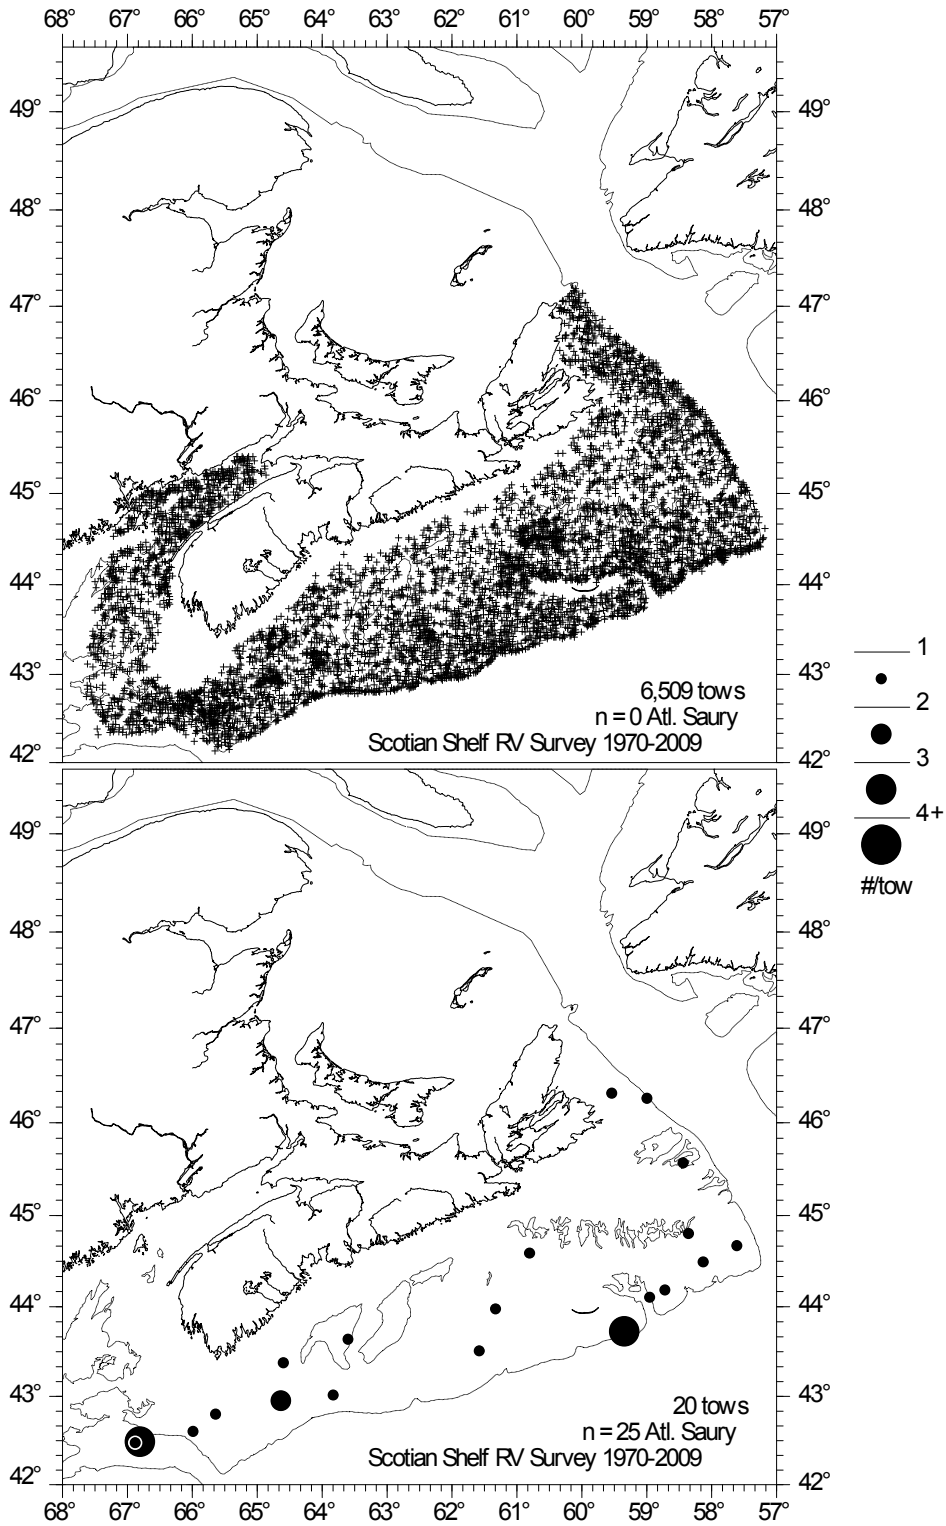 68° 67° 66° 65° 64° 63° 62° 61° 60° 59° 58° 57°
49° 49°
48° 48°
47° 47°
46° 46°
45° 45°
44° 44°
43° 43°
6,509 tows
n = 0 Atl. Saury
Scotian Shelf RV Survey 1970-2009
42° 42°
1
2
3
4+
#/tow
49° 49°
48° 48°
47° 47°
46° 46°
45° 45°
44° 44°
43° 43°
20 tows
n = 25 Atl. Saury
Scotian Shelf RV Survey 1970-2009
42° 42°
68° 67° 66° 65° 64° 63° 62° 61° 60° 59° 58° 57°